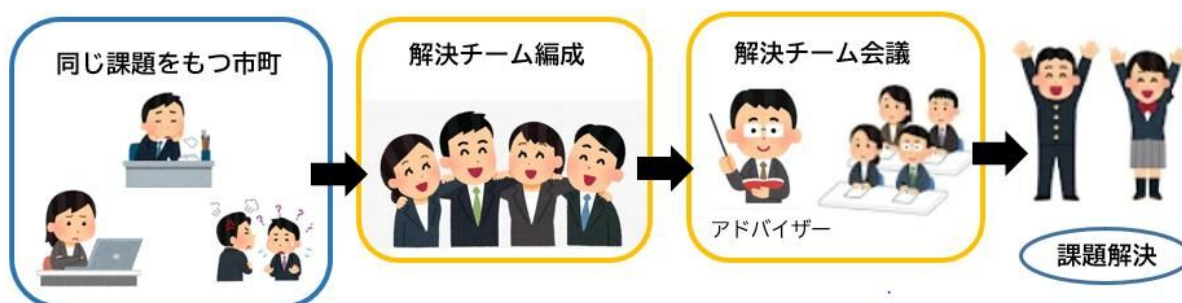 同じ課題をもつ市町
解決チーム編成
解決チーム会議
アドバイザー
課題解決